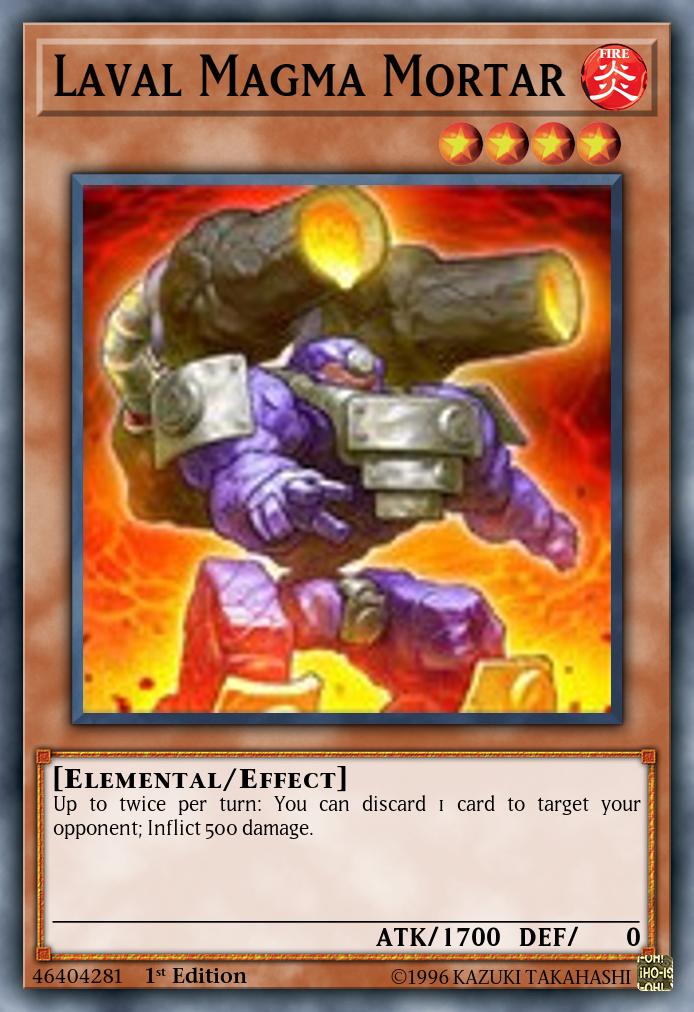 Laval Magma Mortar
FIRE
炎
[Elemental/Effect]
Up to twice per turn: You can discard 1 card to target your
opponent; Inflict 500 damage.
ATK/1700 DEF/ 0
46404281 1st Edition ©1996 KAZUKI TAKAHASHI